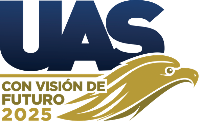 UAS
CON VISIÓN DE
FUTURO
2025